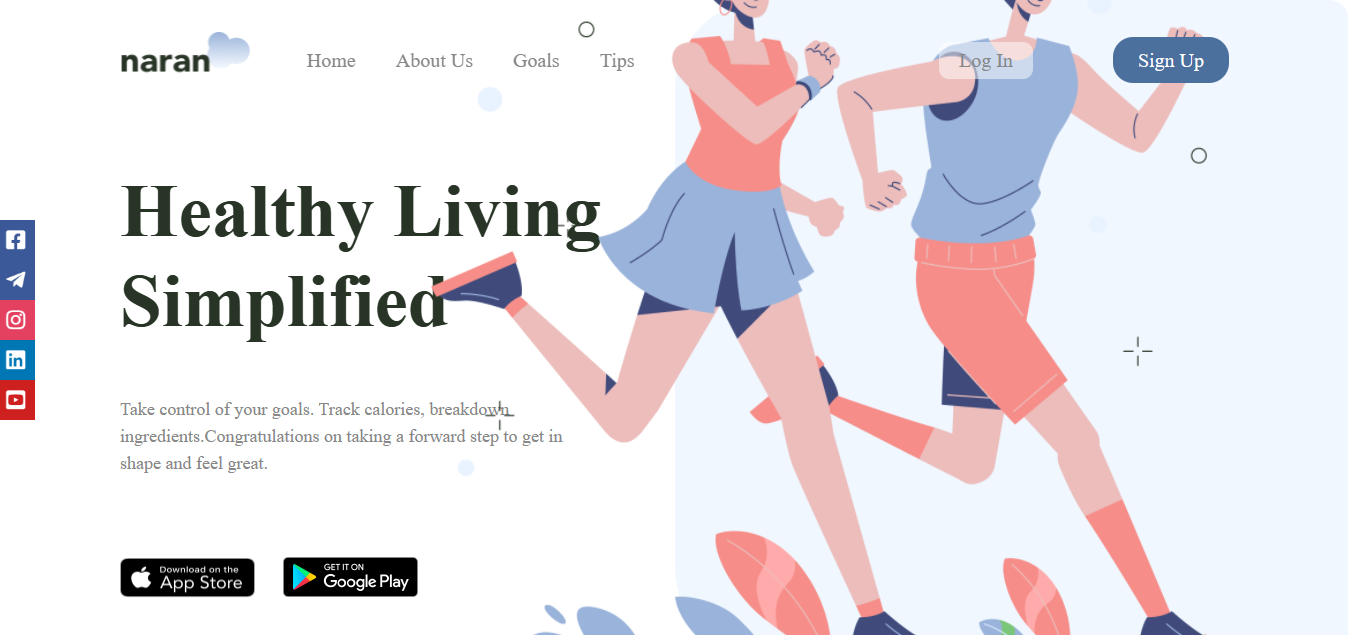 naran
Home
About Us
Goals
Tips
Log In
Sign Up
Healthy Living
Simplified
Take control of your goals. Track calories, breakdown
ingredients.Congratulations on taking a forward step to get in
shape and feel great.
Download on the
App Store
GET IT ON
Google Play